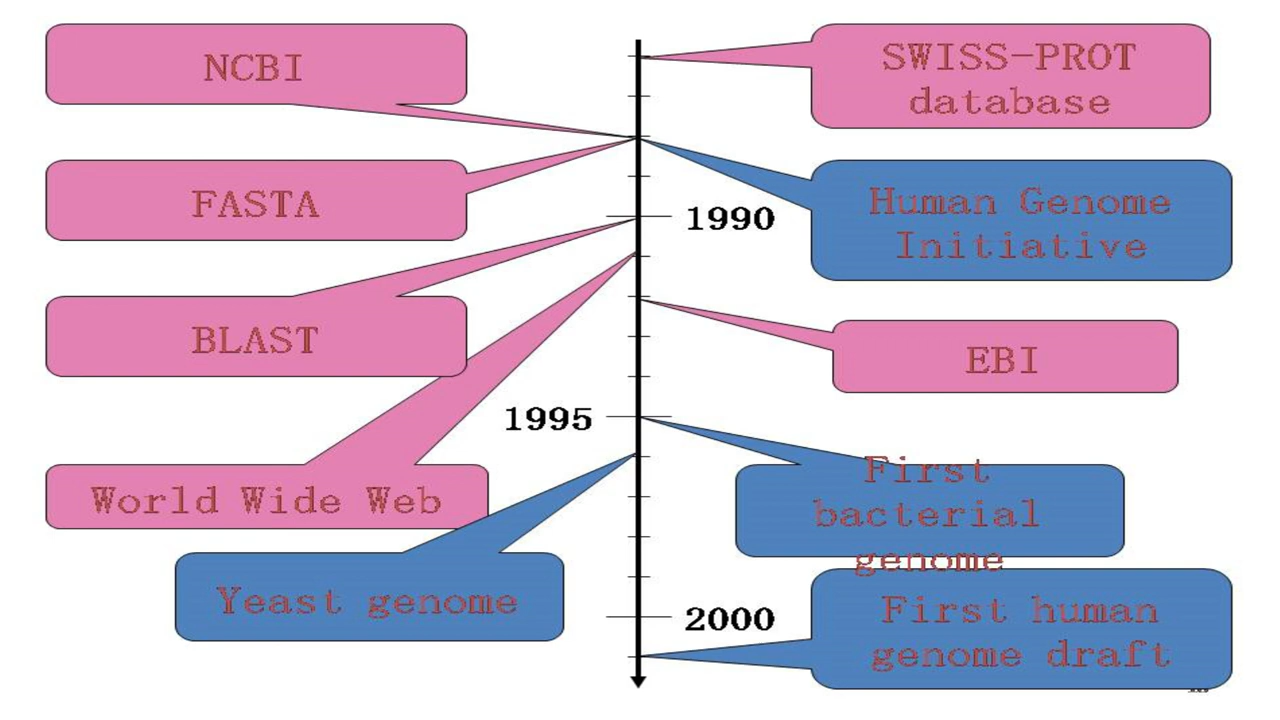 NCBI
SWISS-PROT
database
FASTA
Human Genome
Initiative
1990
BLAST
EBI
1995
First
bacterial
genome
World Wide Web
Yeast genome
2000
First human
genome draft